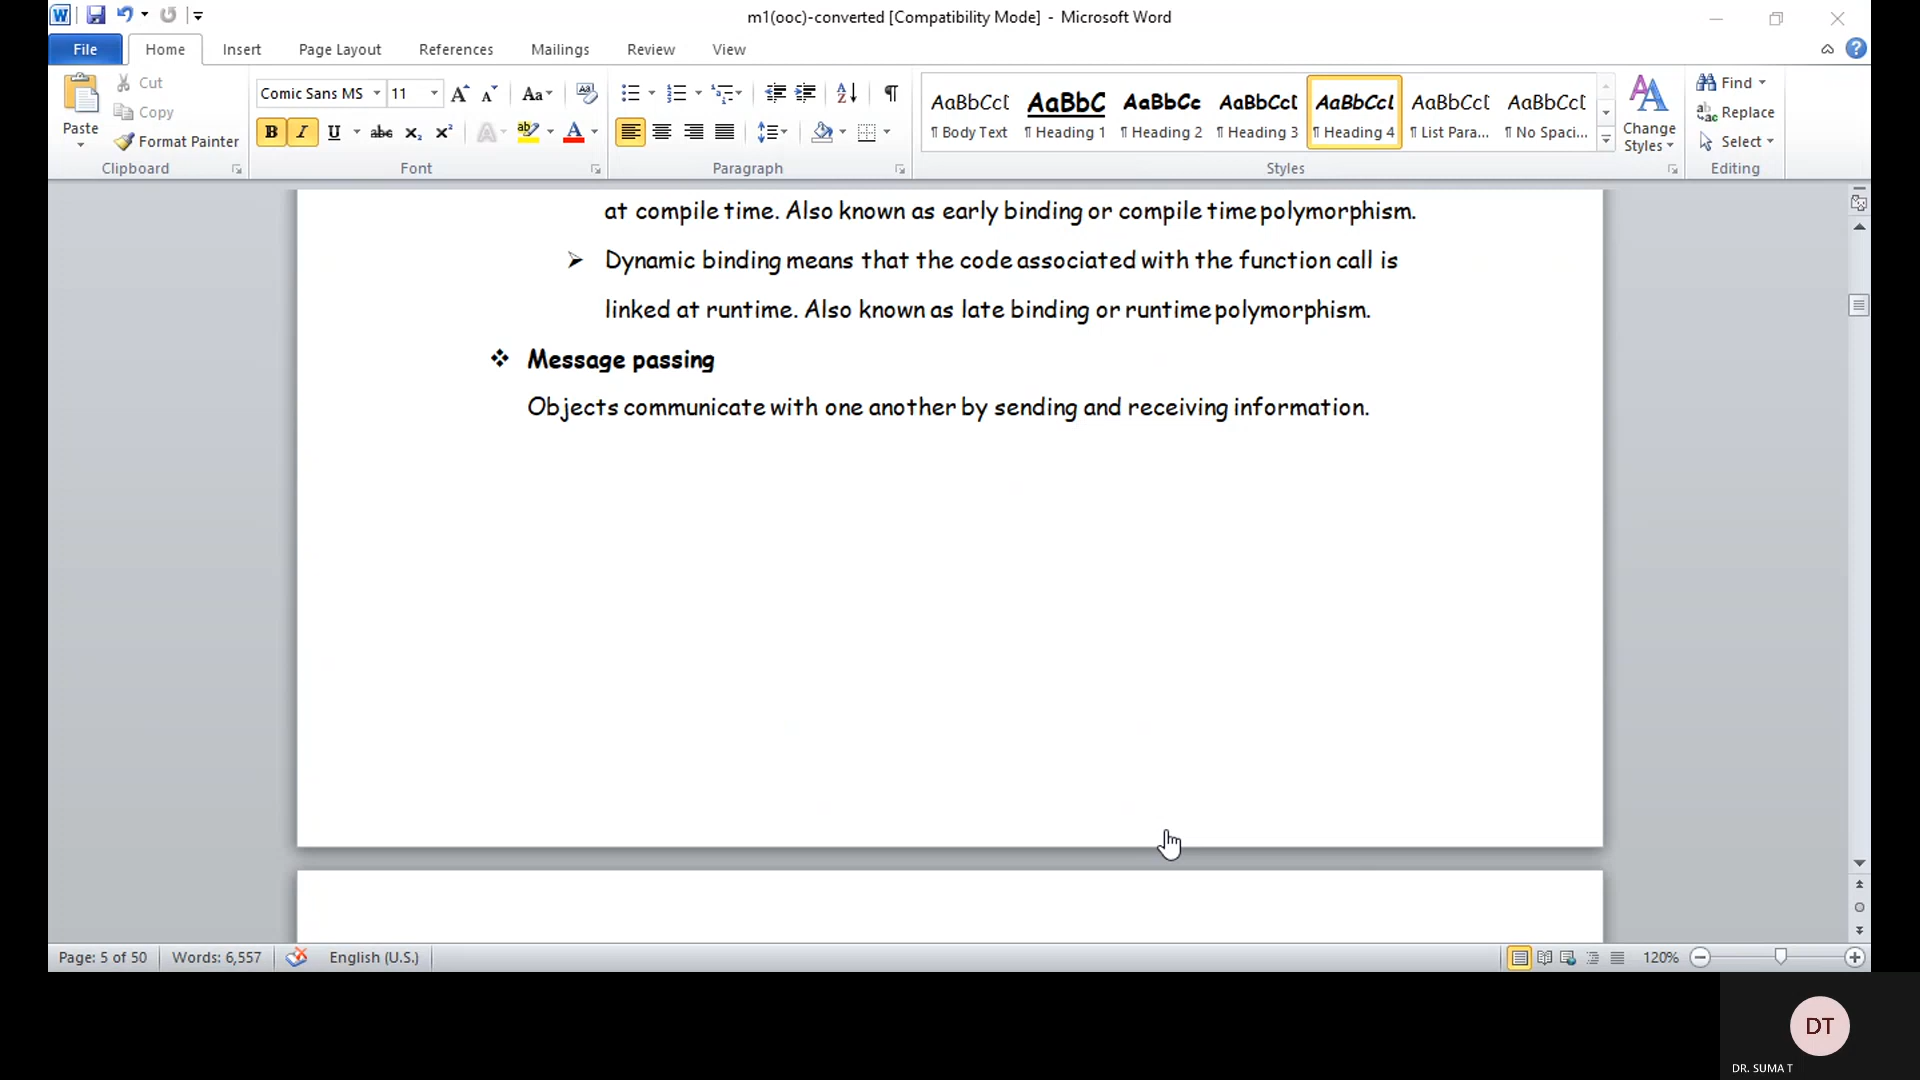 m1(ooc)-converted [Compatibility Mode] - Microsoft Word
File Home Insert Page Layout References Mailings Review View
Paste
Cut
Copy
Format Painter
Clipboard
Comic Sans MS 11
Font
Paragraph
AaBbCcI AaBbC AaBbCc AaBbCcI AaBbCcI AaBbCcI AaBbCcI
¶ Body Text ¶ Heading 1 ¶ Heading 2 ¶ Heading 3 ¶ Heading 4 ¶ List Para... ¶ No Spaci...
Change Styles
Styles
Find
Replace
Select
Editing
at compile time. Also known as early binding or compile time polymorphism.
➢ Dynamic binding means that the code associated with the function call is
linked at runtime. Also known as late binding or runtime polymorphism.
❖ Message passing
Objects communicate with one another by sending and receiving information.
Page: 5 of 50 Words: 6,557 English (U.S.) 120%
DT
DR. SUMA T